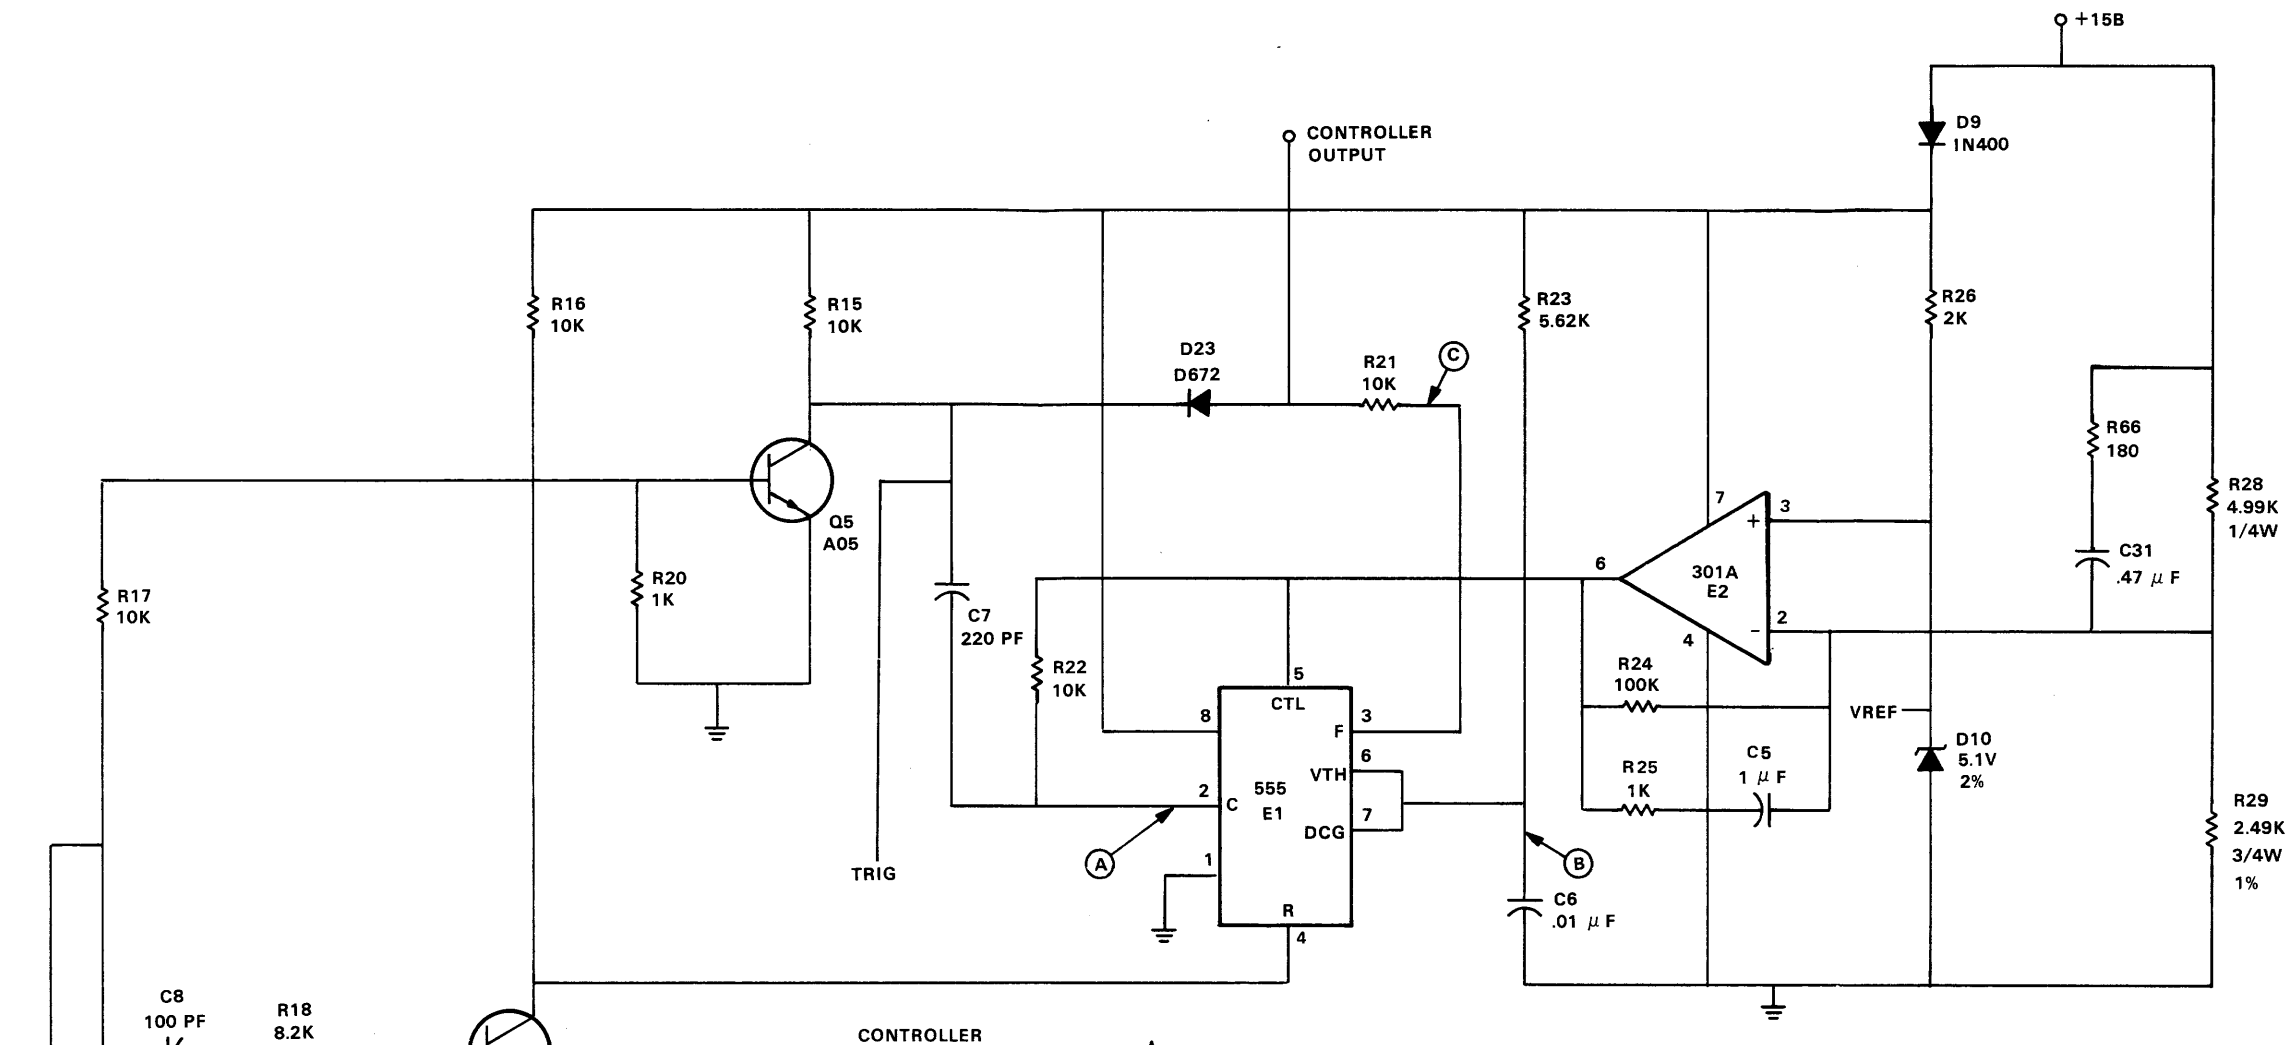 +15B
D9
1N400
CONTROLLER
OUTPUT
R16
10K
R15
10K
R23
5.62K
R26
2K
D23
D672
R21
10K
C
R66
180
R28
4.99K
1/4W
Q5
A05
7
+
3
301A
E2
6
-
2
4
C31
.47 μF
R17
10K
R20
1K
C7
220 PF
R22
10K
5
CTL
8
F
3
6
VTH
555
E1
2
C
7
DCG
1
R
4
A
B
TRIG
R24
100K
R25
1K
C5
1 μF
VREF
D10
5.1V
2%
R29
2.49K
3/4W
1%
C6
.01 μF
C8
100 PF
R18
8.2K
CONTROLLER